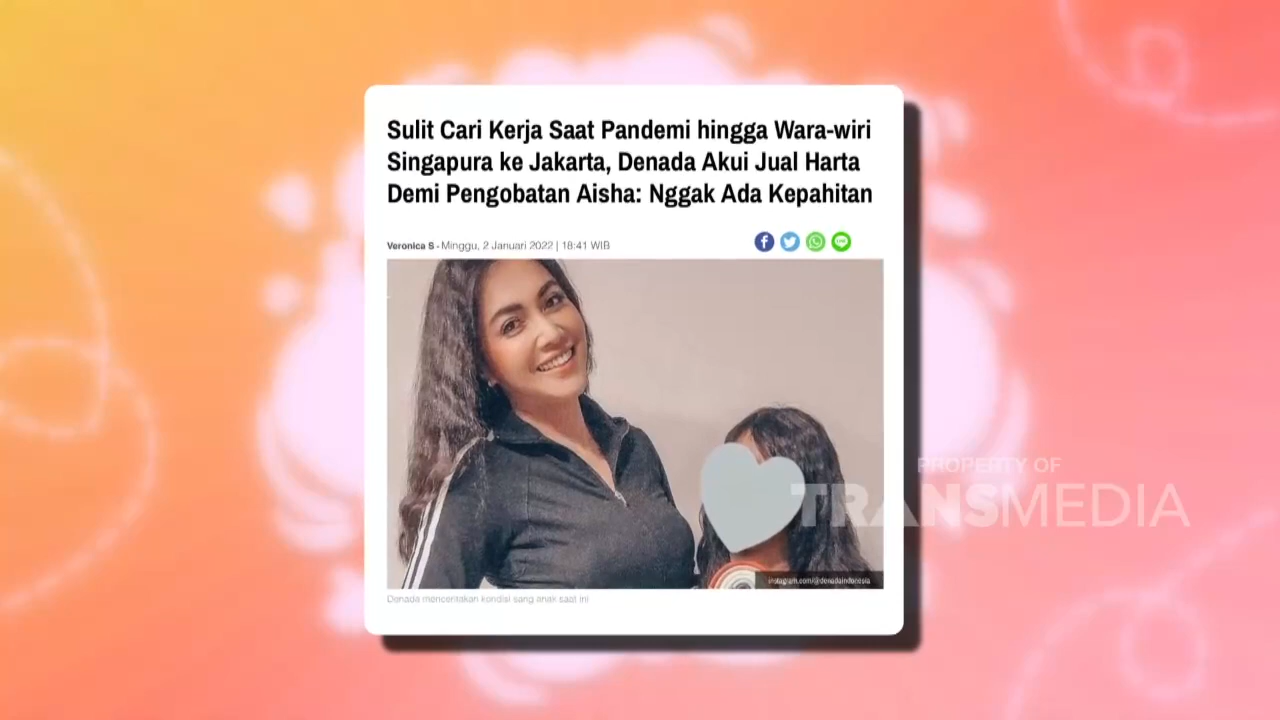 Sulit Cari Kerja Saat Pandemi hingga Wara-wiri
Singapura ke Jakarta, Denada Akui Jual Harta
Demi Pengobatan Aisha: Nggak Ada Kepahitan
Veronica S - Minggu, 2 Januari 2022 | 18:41 WIB
PROPERTY OF
TRANSMEDIA
instagram.com/@denadaindonesia
Denada menceritakan kondisi sang anak saat ini